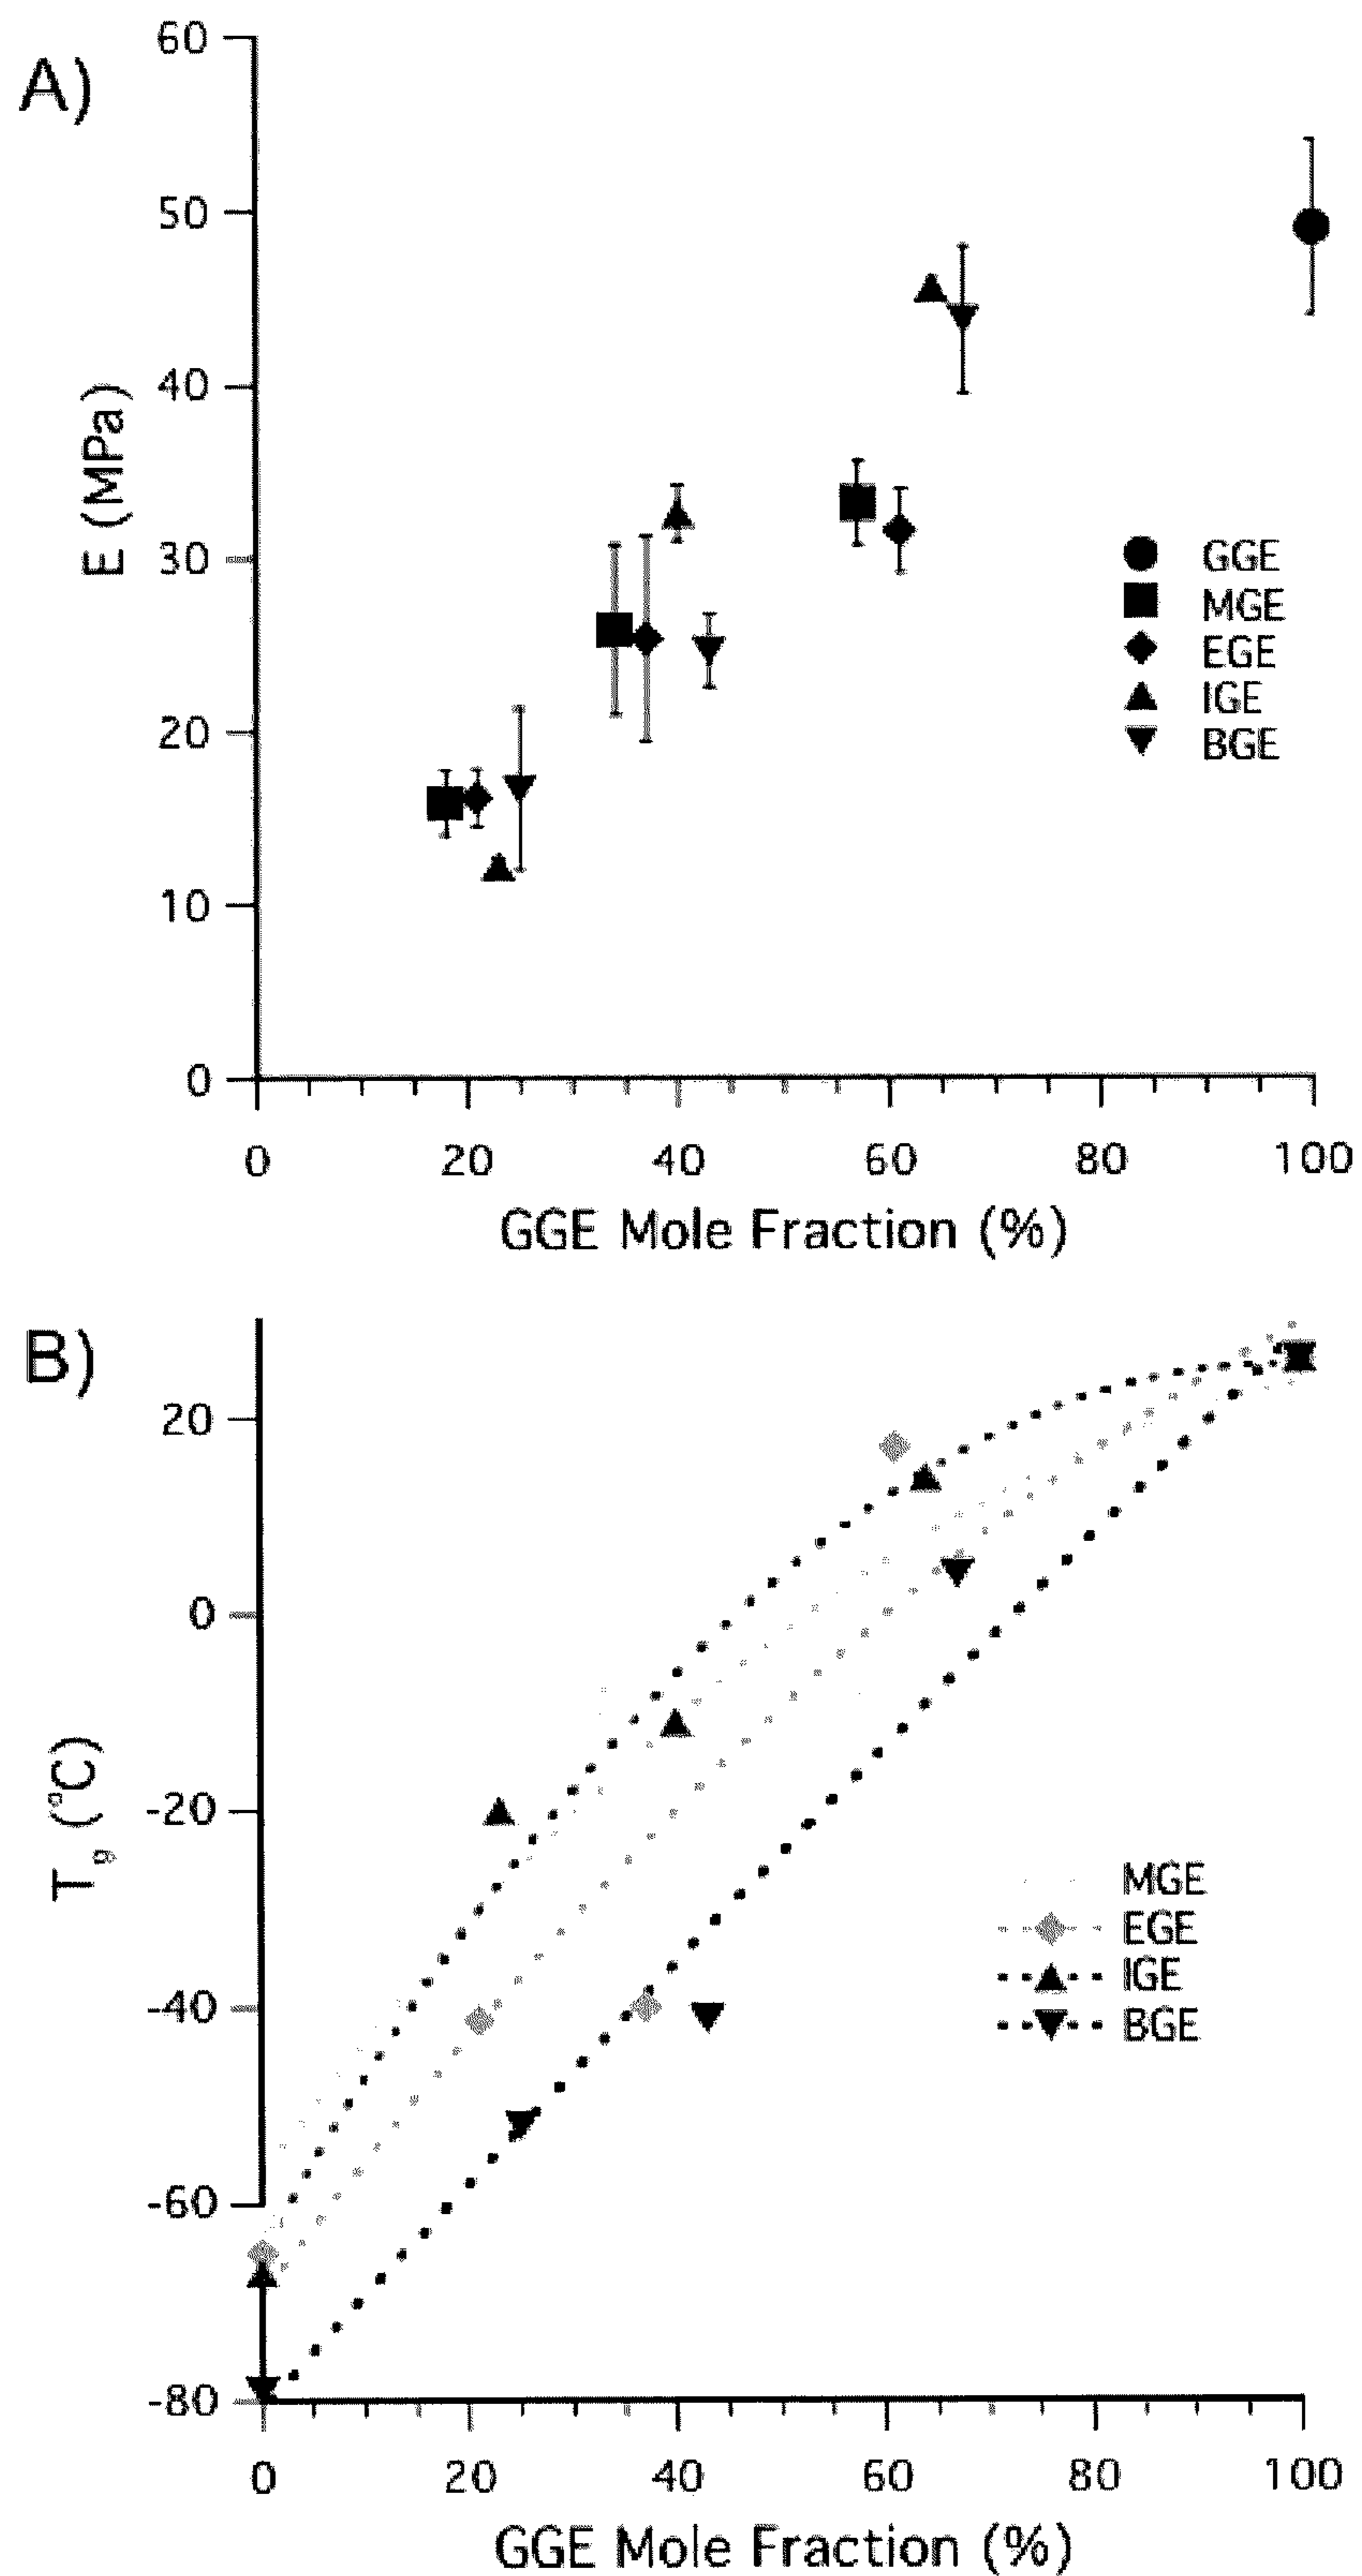 A)
60
50
40
30
20
10
0
E (MPa)
GGE
MGE
EGE
IGE
BGE
0 20 40 60 80 100
GGE Mole Fraction (%)
B)
20
0
-20
-40
-60
-80
Tg (°C)
MGE
EGE
IGE
BGE
0 20 40 60 80 100
GGE Mole Fraction (%)